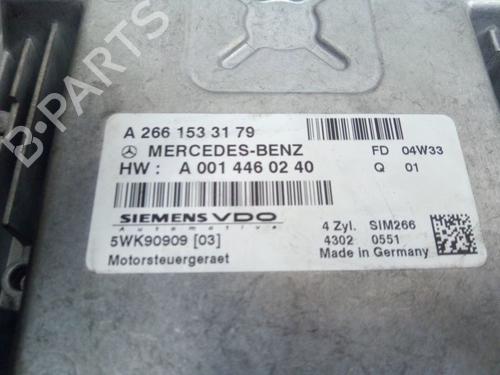 A 266 153 31 79
MERCEDES-BENZ FD 04W33
HW : A 001 446 02 40 Q 01
SIEMENS VDO
Automotive
4 Zyl. SIM266
5WK90909 [03] 4302 0551
Motorsteuergeraet Made in Germany
B-PARTS